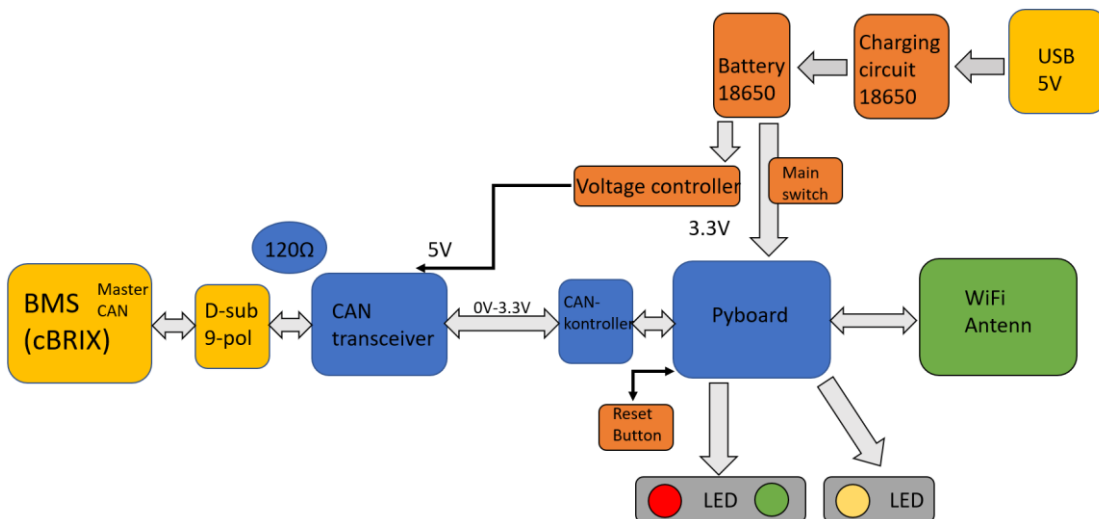 Battery
18650
Charging
circuit
18650
USB
5V
Voltage controller
Main
switch
3.3V
120Ω
5V
BMS
Master
CAN
(cBRIX)
D-sub
9-pol
CAN
transceiver
0V-3.3V
CAN-
kontroller
Pyboard
WiFi
Antenn
Reset
Button
LED
LED